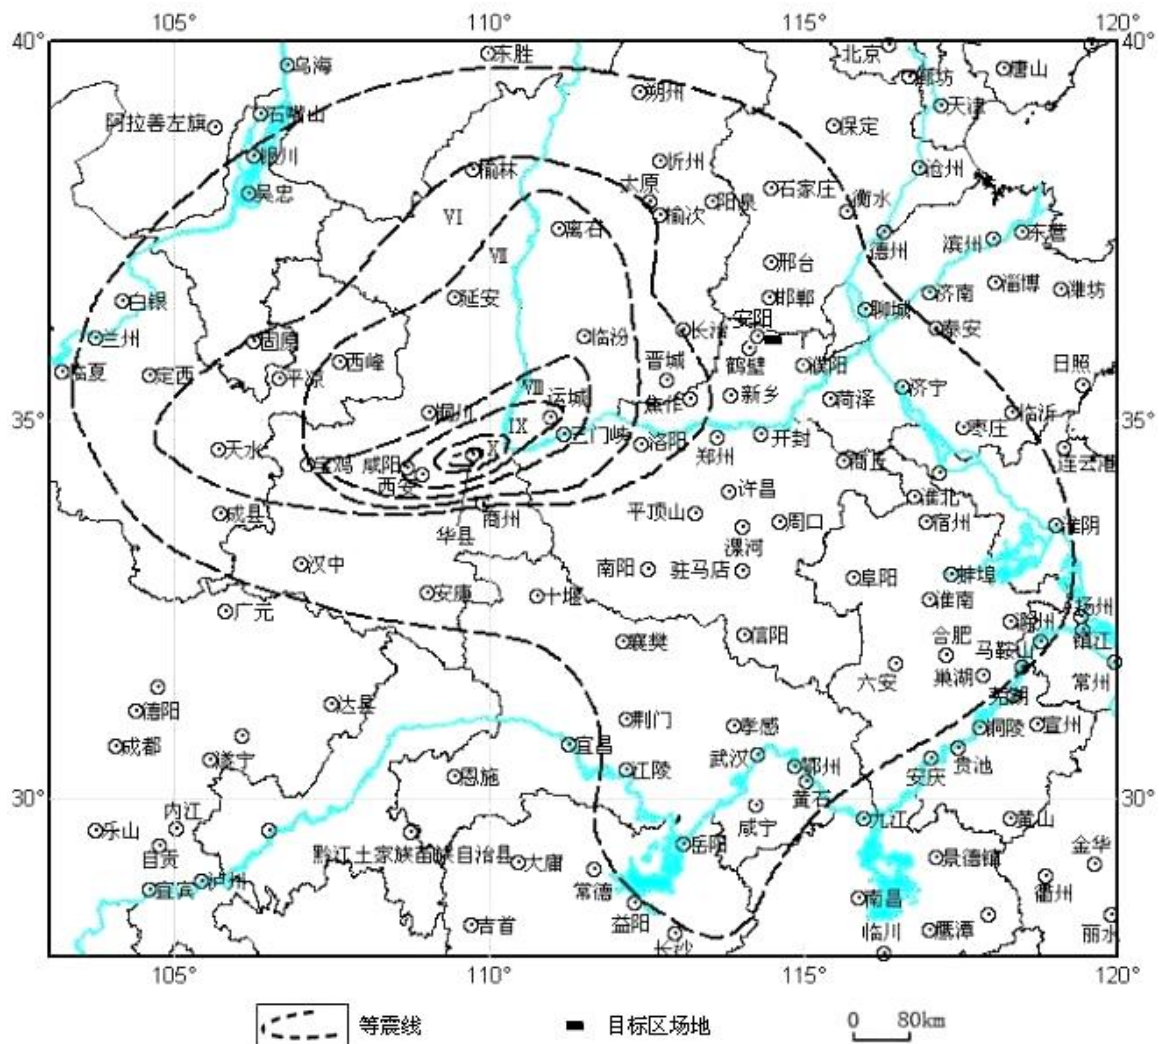 105° 110° 115° 120°
40° 40°
东胜
北京
乌海
廊坊
唐山
朔州
天津
石嘴山
阿拉善左旗
保定
银川
忻州
沧州
榆林
吴忠
太原
石家庄
阳泉
衡水
榆次
VI
离石
德州
滨州
东营
VII
邢台
白银
延安
邯郸
济南
淄博
潍坊
聊城
兰州
固原
临汾
长治
安阳
泰安
鹤壁
临夏
定西
西峰
平凉
晋城
濮阳
日照
VIII
运城
焦作
新乡
菏泽
济宁
35° 35°
铜川
临沂
IX
三门峡
洛阳
郑州
开封
枣庄
天水
宝鸡
咸阳
X
商丘
连云港
西安
许昌
淮北
成县
商州
平顶山
周口
宿州
淮阴
华县
漯河
汉中
南阳
驻马店
阜阳
蚌埠
安康
十堰
淮南
扬州
广元
滁州
襄樊
信阳
合肥
镇江
马鞍山
六安
巢湖
常州
芜湖
德阳
达县
荆门
孝感
铜陵
宣州
成都
遂宁
宜昌
武汉
江陵
鄂州
安庆
贵池
恩施
30° 30°
黄石
内江
咸宁
九江
黄山
乐山
自贡
黔江土家族苗族自治县
大庸
岳阳
景德镇
金华
宜宾
泸州
常德
衢州
益阳
南昌
吉首
长沙
临川
鹰潭
丽水
105° 110° 115° 120°
等震线
目标区场地
0 80km